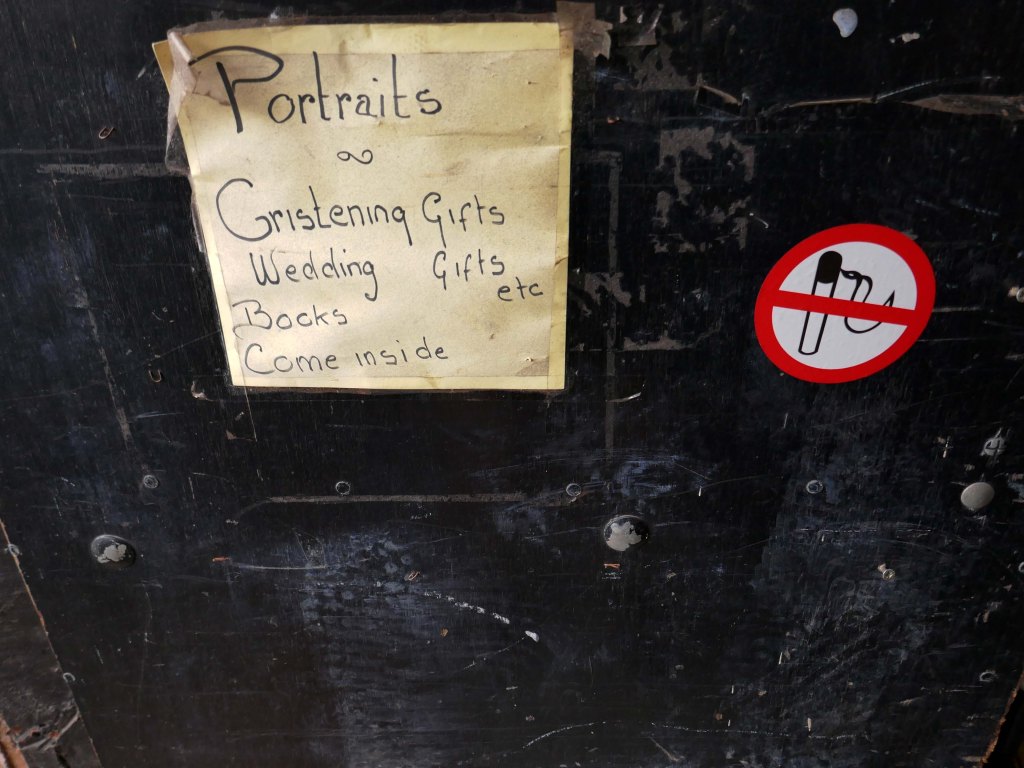 Portraits
Gristening Gifts
Wedding Gifts
etc
Books
Come inside